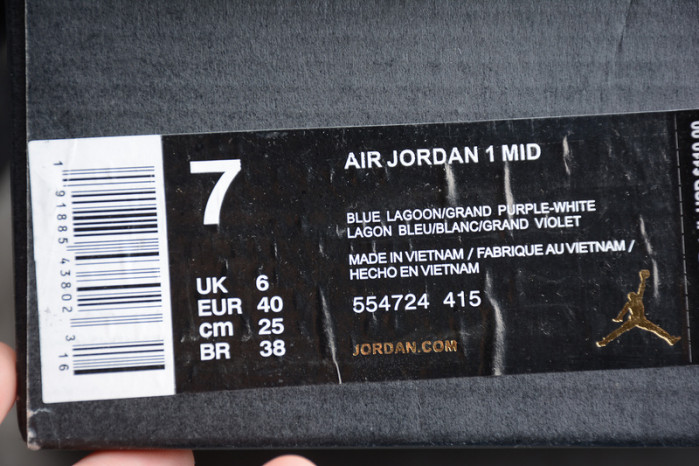 7
AIR JORDAN 1 MID
BLUE LAGOON/GRAND PURPLE-WHITE
LAGON BLEU/BLANC/GRAND VIOLET
MADE IN VIETNAM / FABRIQUE AU VIETNAM /
HECHO EN VIETNAM
UK 6
EUR 40
cm 25
BR 38
554724 415
JORDAN.COM
1 91885 43802 3 16